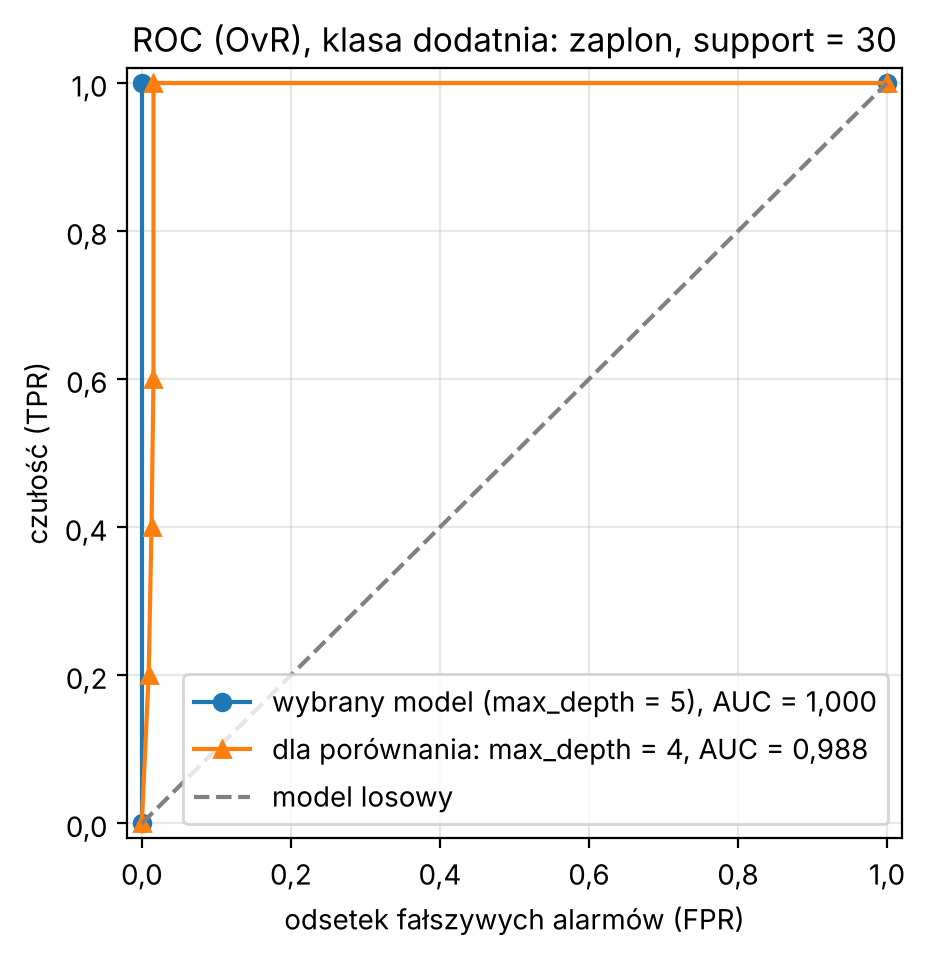 ROC (OvR), klasa dodatnia: zaplon, support = 30
1,0
0,8
0,6
0,4
0,2
0,0
czułość (TPR)
wybrany model (max_depth = 5), AUC = 1,000
dla porównania: max_depth = 4, AUC = 0,988
model losowy
0,0 0,2 0,4 0,6 0,8 1,0
odsetek fałszywych alarmów (FPR)